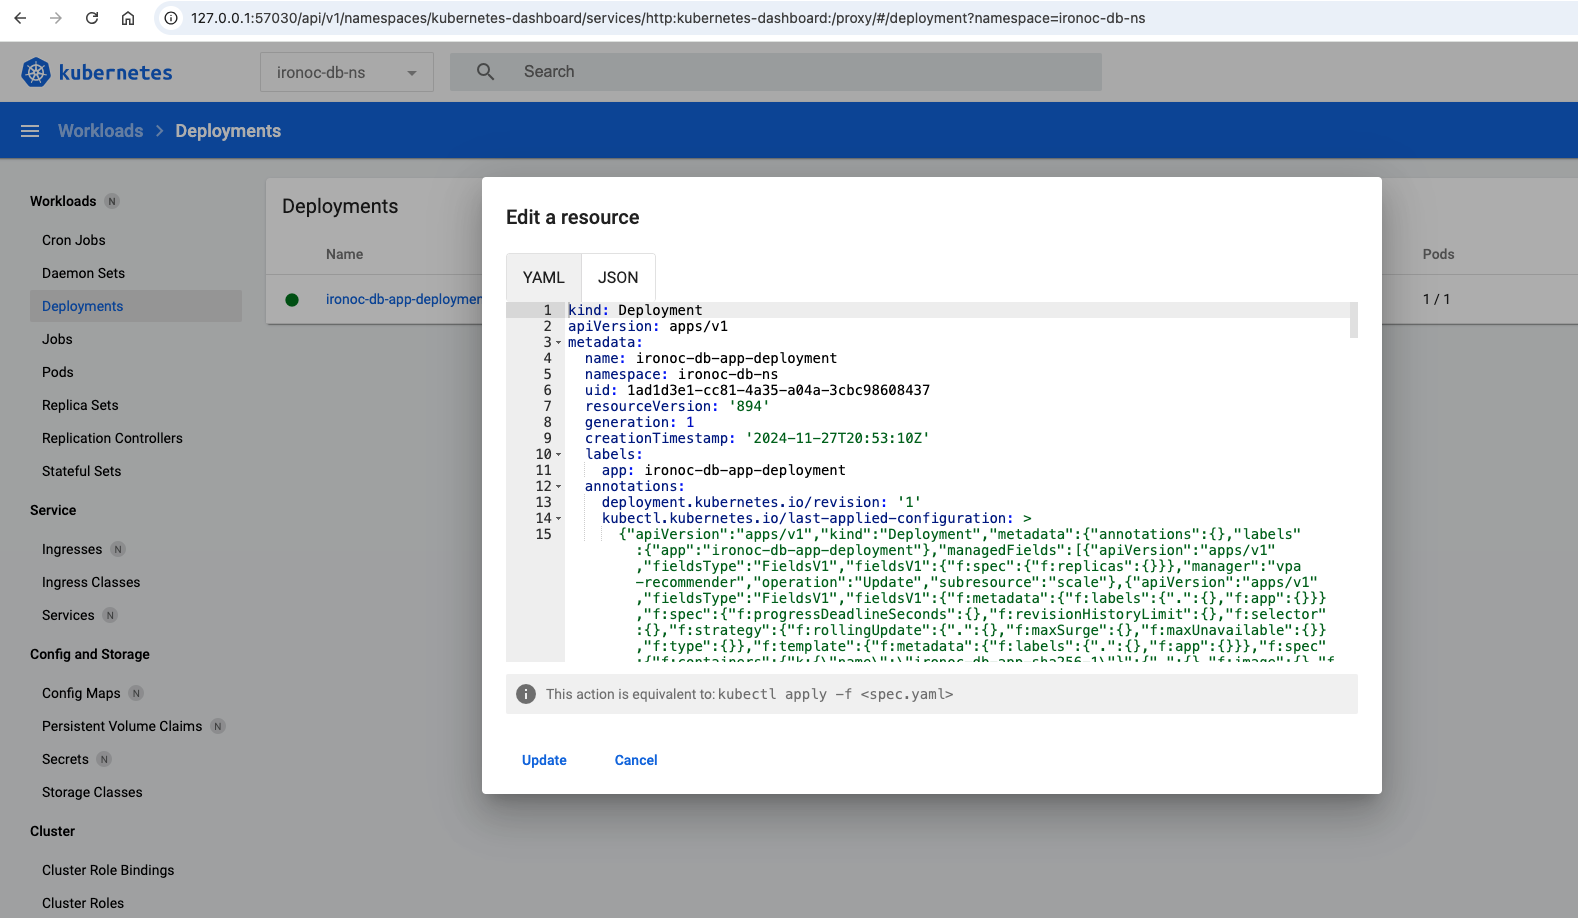 127.0.0.1:57030/api/v1/namespaces/kubernetes-dashboard/services/http:kubernetes-dashboard:/proxy/#/deployment?namespace=ironoc-db-ns
kubernetes
ironoc-db-ns
Search
Workloads > Deployments
Workloads N
Cron Jobs
Daemon Sets
Deployments
Jobs
Pods
Replica Sets
Replication Controllers
Stateful Sets
Service
Ingresses N
Ingress Classes
Services N
Config and Storage
Config Maps N
Persistent Volume Claims N
Secrets N
Storage Classes
Cluster
Cluster Role Bindings
Cluster Roles
Deployments
Name
Pods
ironoc-db-app-deploymen
1 / 1
Edit a resource
YAML
JSON
1 kind: Deployment
2 apiVersion: apps/v1
3 metadata:
4 name: ironoc-db-app-deployment
5 namespace: ironoc-db-ns
6 uid: 1ad1d3e1-cc81-4a35-a04a-3cbc98608437
7 resourceVersion: '894'
8 generation: 1
9 creationTimestamp: '2024-11-27T20:53:10Z'
10 labels:
11 app: ironoc-db-app-deployment
12 annotations:
13 deployment.kubernetes.io/revision: '1'
14 kubectl.kubernetes.io/last-applied-configuration: >
15 {"apiVersion":"apps/v1","kind":"Deployment","metadata":{"annotations":{},"labels"
:{"app":"ironoc-db-app-deployment"},"managedFields":[{"apiVersion":"apps/v1"
,"fieldsType":"FieldsV1","fieldsV1":{"f:spec":{"f:replicas":{}}},"manager":"vpa
-recommender","operation":"Update","subresource":"scale"},{"apiVersion":"apps/v1"
,"fieldsType":"FieldsV1","fieldsV1":{"f:metadata":{"f:labels":{".":{},"f:app":{}}}
,"f:spec":{"f:progressDeadlineSeconds":{},"f:revisionHistoryLimit":{},"f:selector"
:{},"f:strategy":{"f:rollingUpdate":{".":{},"f:maxSurge":{},"f:maxUnavailable":{}}
,"f:type":{}},"f:template":{"f:metadata":{"f:labels":{".":{},"f:app":{}}},"f:spec"
:{"f:containers":{"k:{\"name\":\"ironoc-db-app-sha256-1\"}":{".":{},"f:image":{},"f
This action is equivalent to: kubectl apply -f <spec.yaml>
Update
Cancel